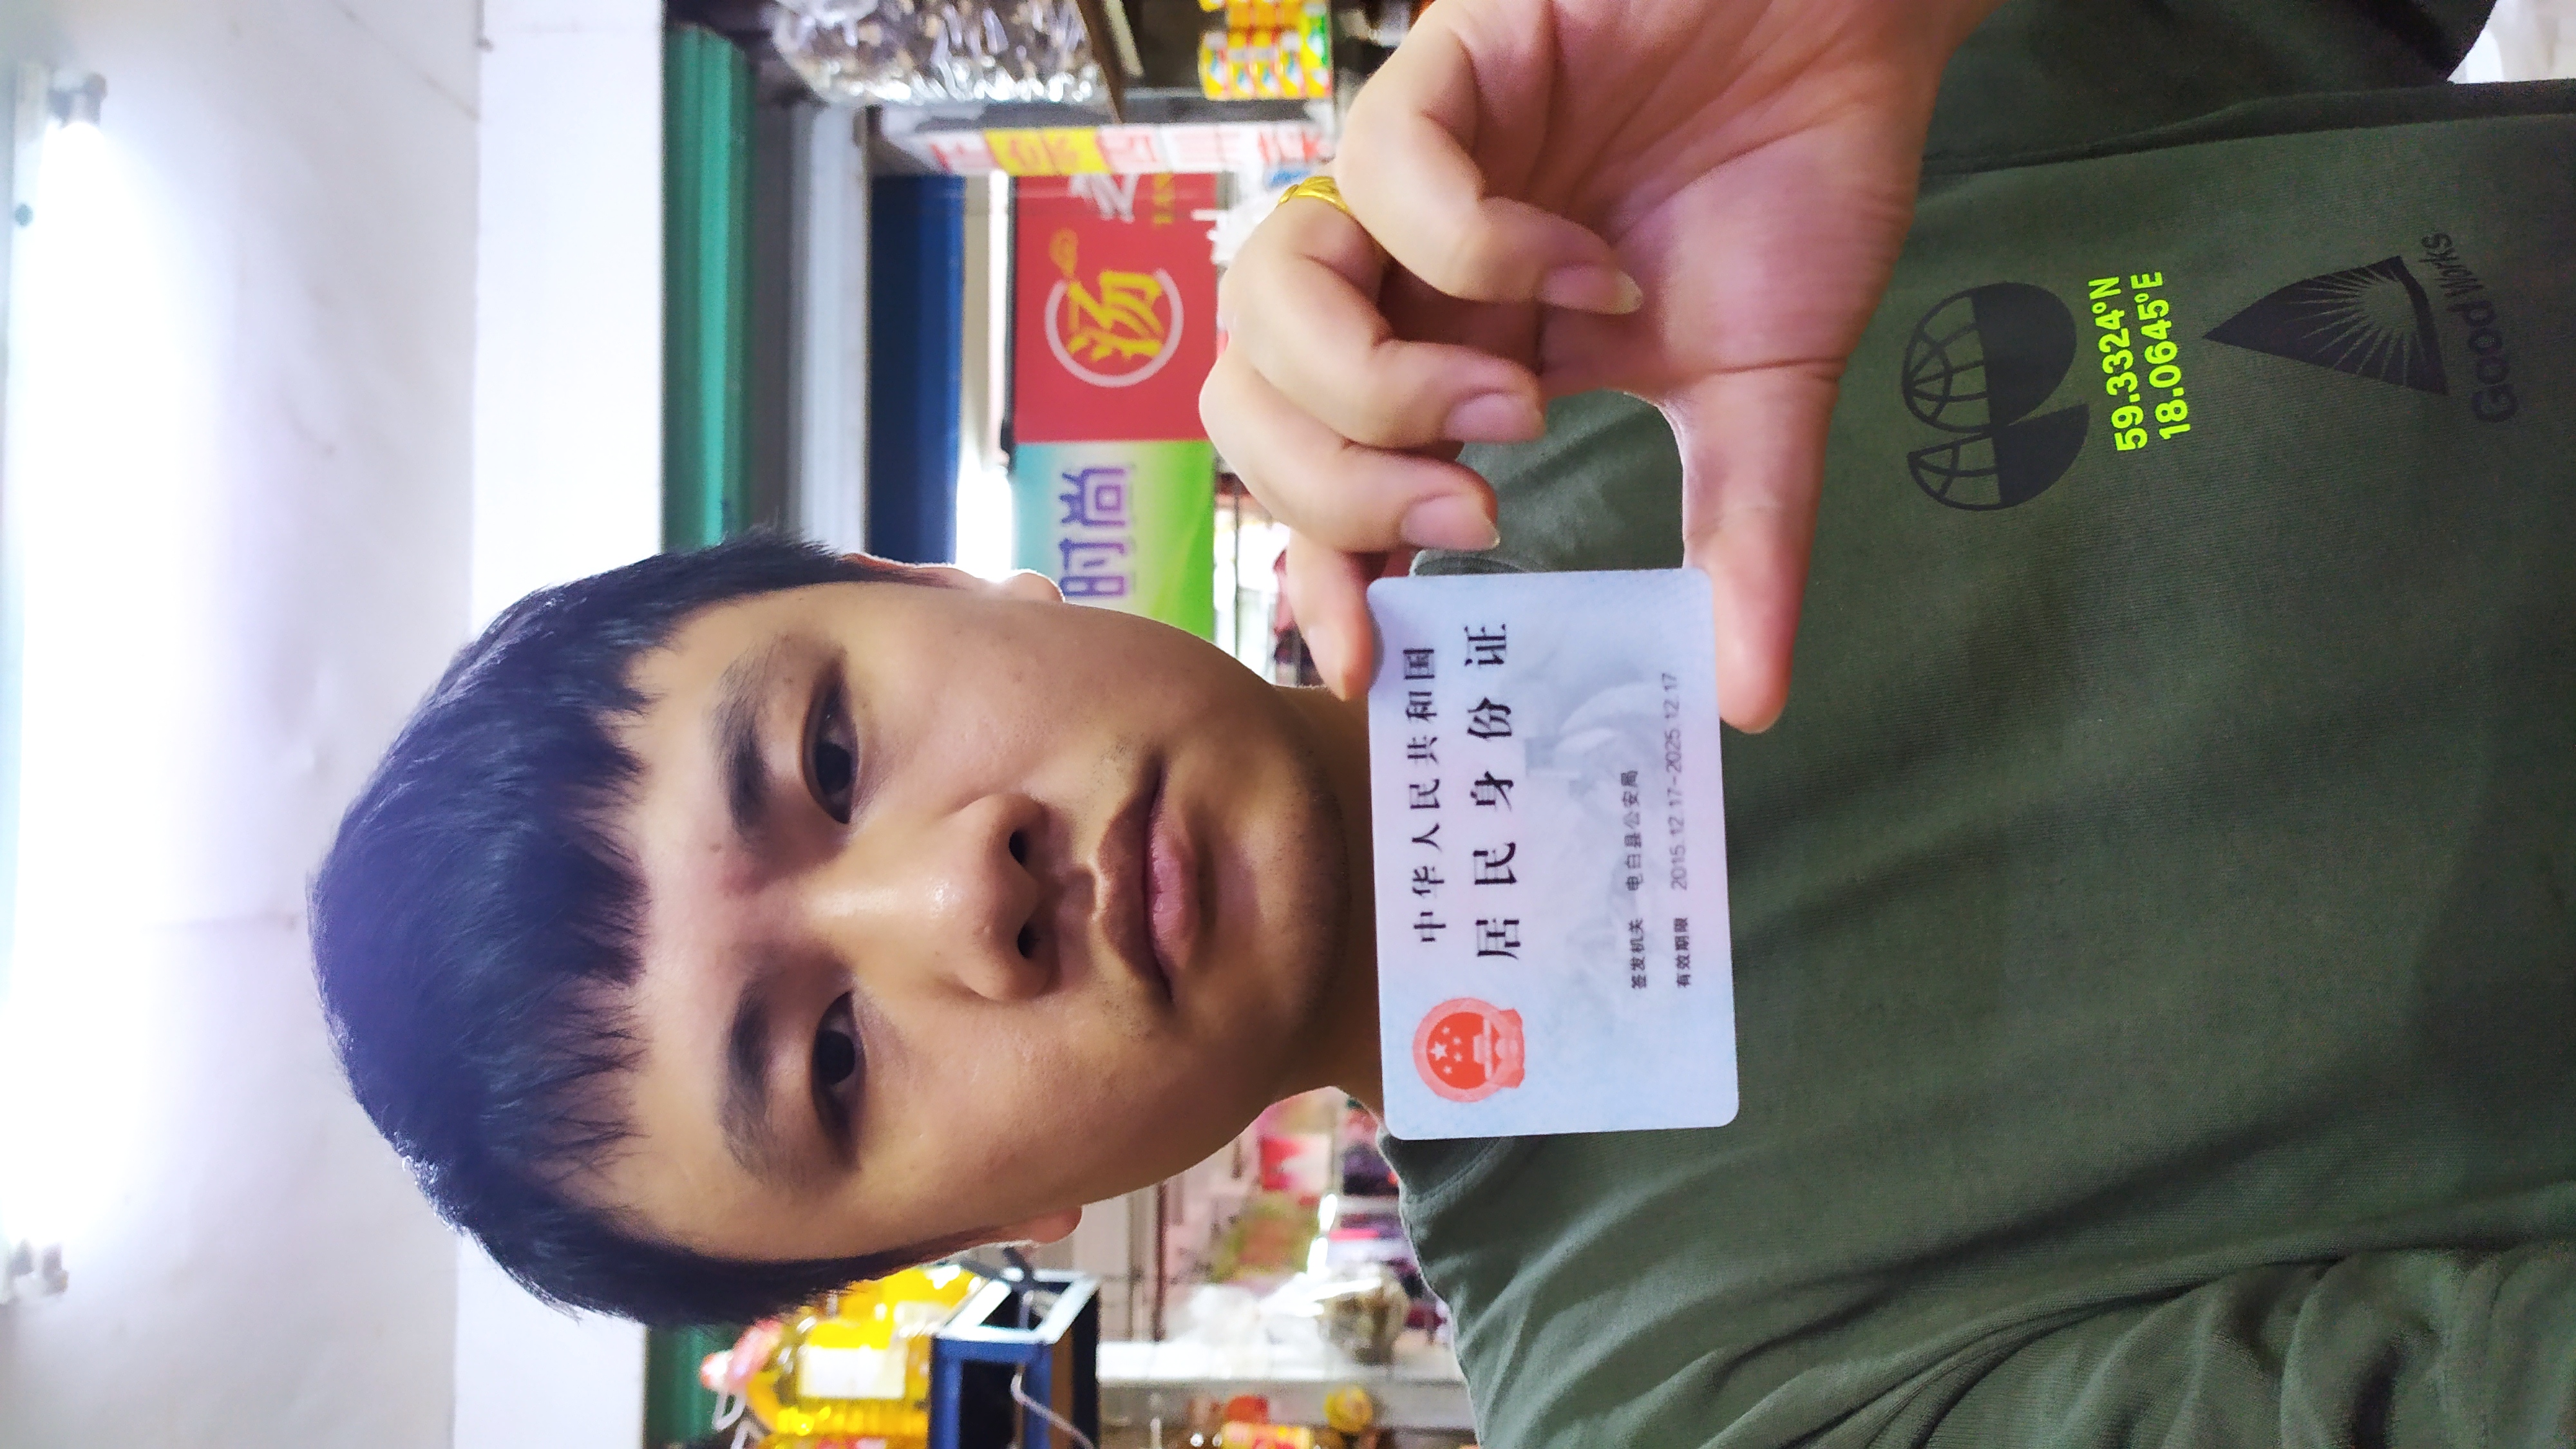 时尚
汤
中华人民共和国
居民身份证
签发机关 电白县公安局
有效期限 2015.12.17-2025.12.17
59.3324°N
18.0645°E
Good Works